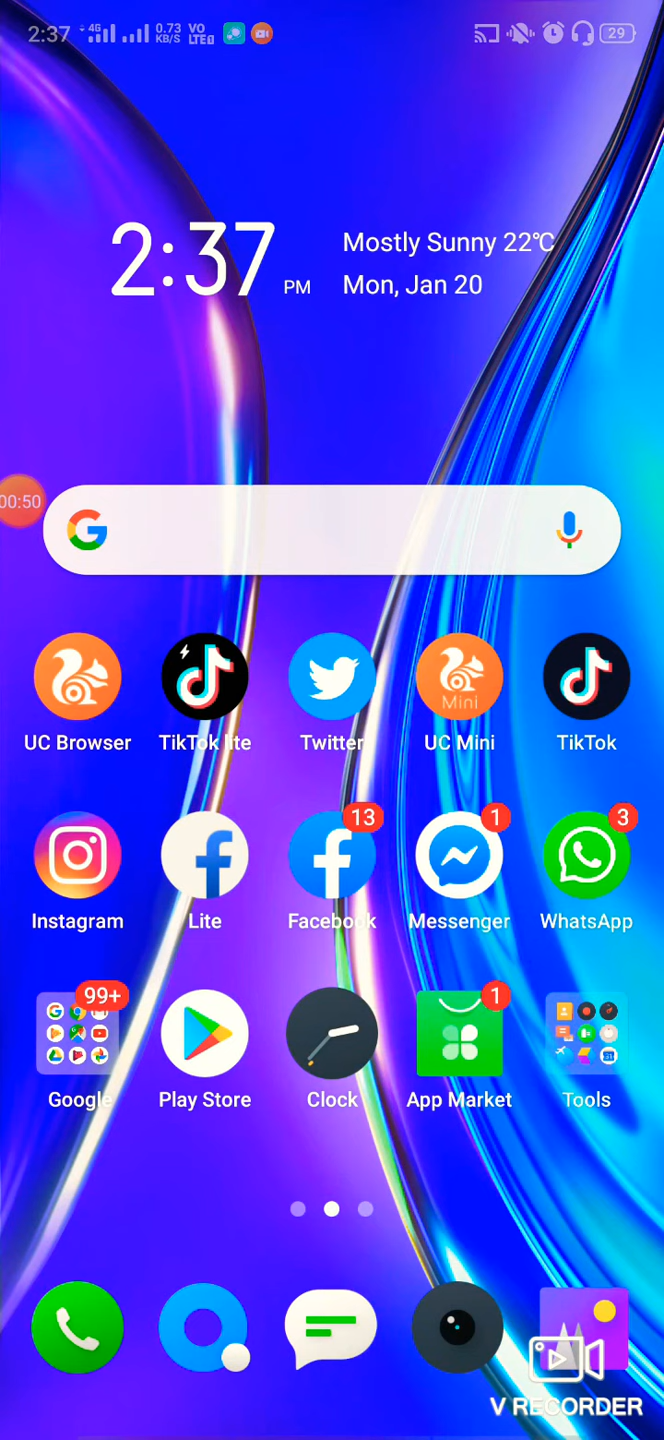 2:37 4G 0.73 KB/S VO LTE 29
2:37 PM
Mostly Sunny 22℃
Mon, Jan 20
00:50
Mini
UC Browser TikTok lite Twitter UC Mini TikTok
13 1 3
Instagram Lite Facebook Messenger WhatsApp
99+ 1
Google Play Store Clock App Market Tools
V RECORDER